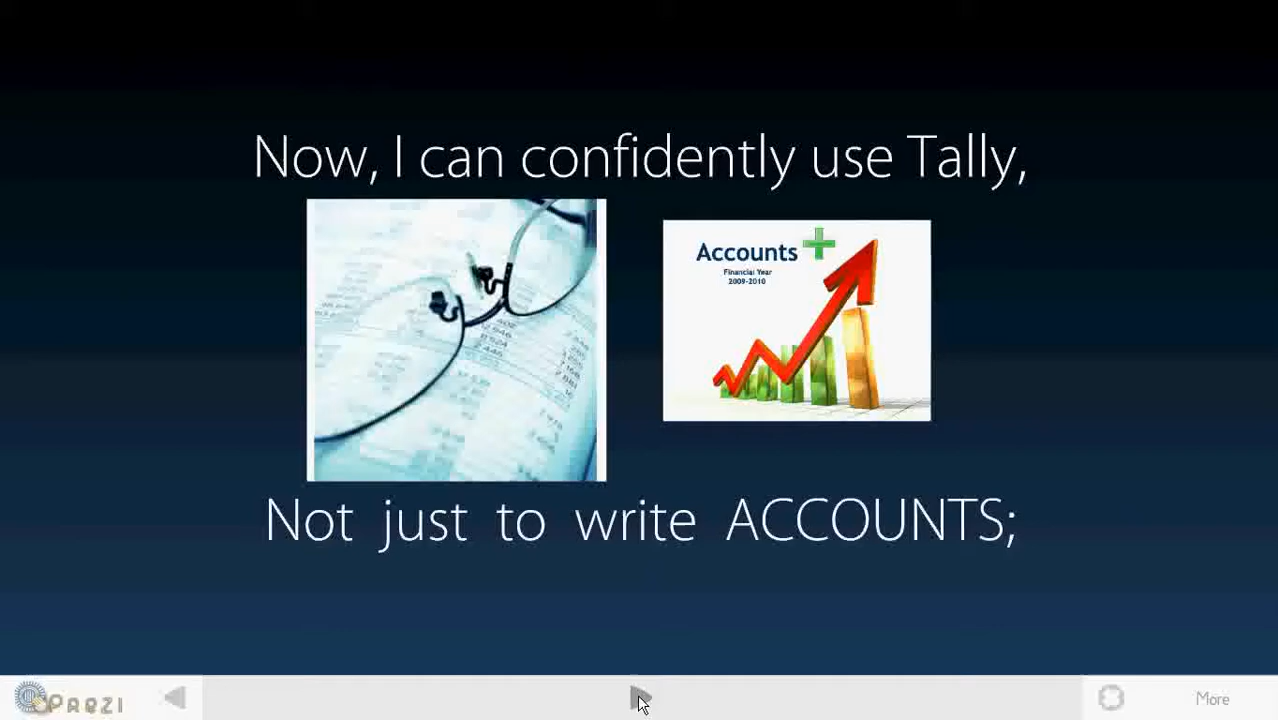 Now, I can confidently use Tally,
Accounts
Financial Year
2009-2010
Not just to write ACCOUNTS;
PREZI
More